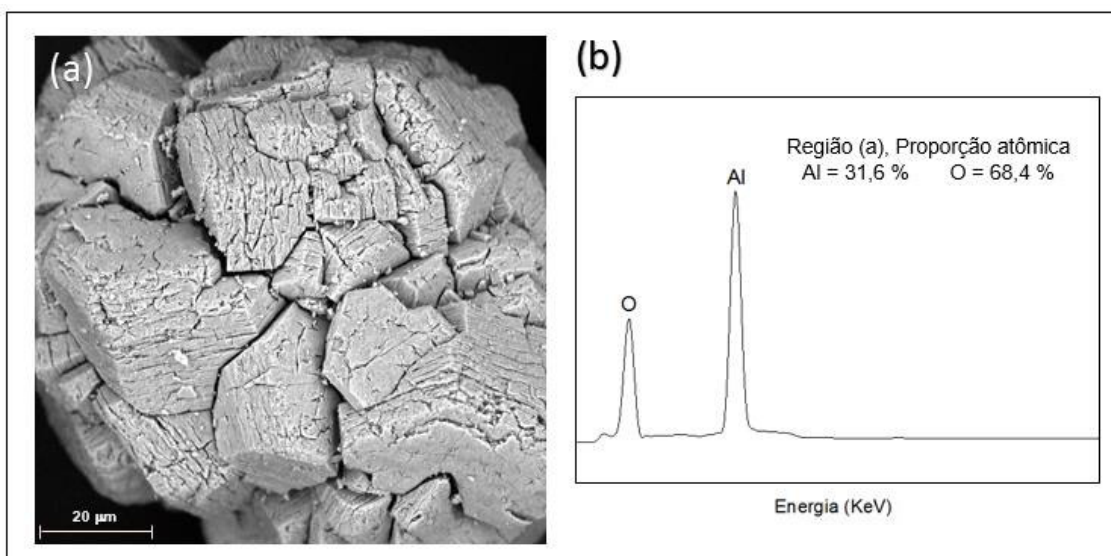 (a)
20 µm
(b)
Região (a), Proporção atômica
Al = 31,6 % O = 68,4 %
Al
O
Energia (KeV)